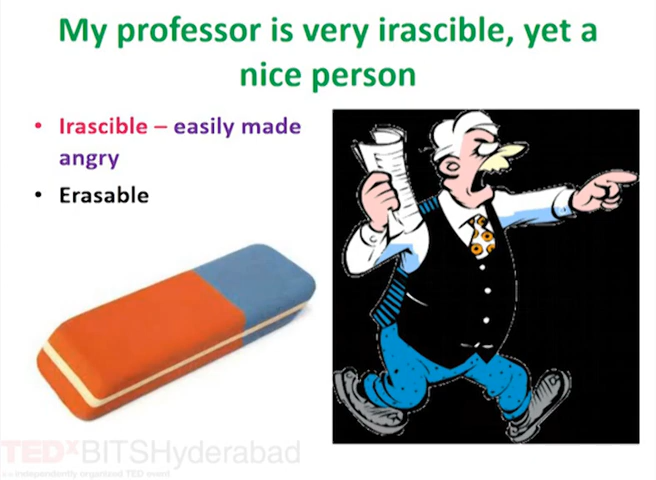 My professor is very irascible, yet a
nice person
• Irascible – easily made
angry
• Erasable
TEDxBITSHyderabad
x = independently organized TED event